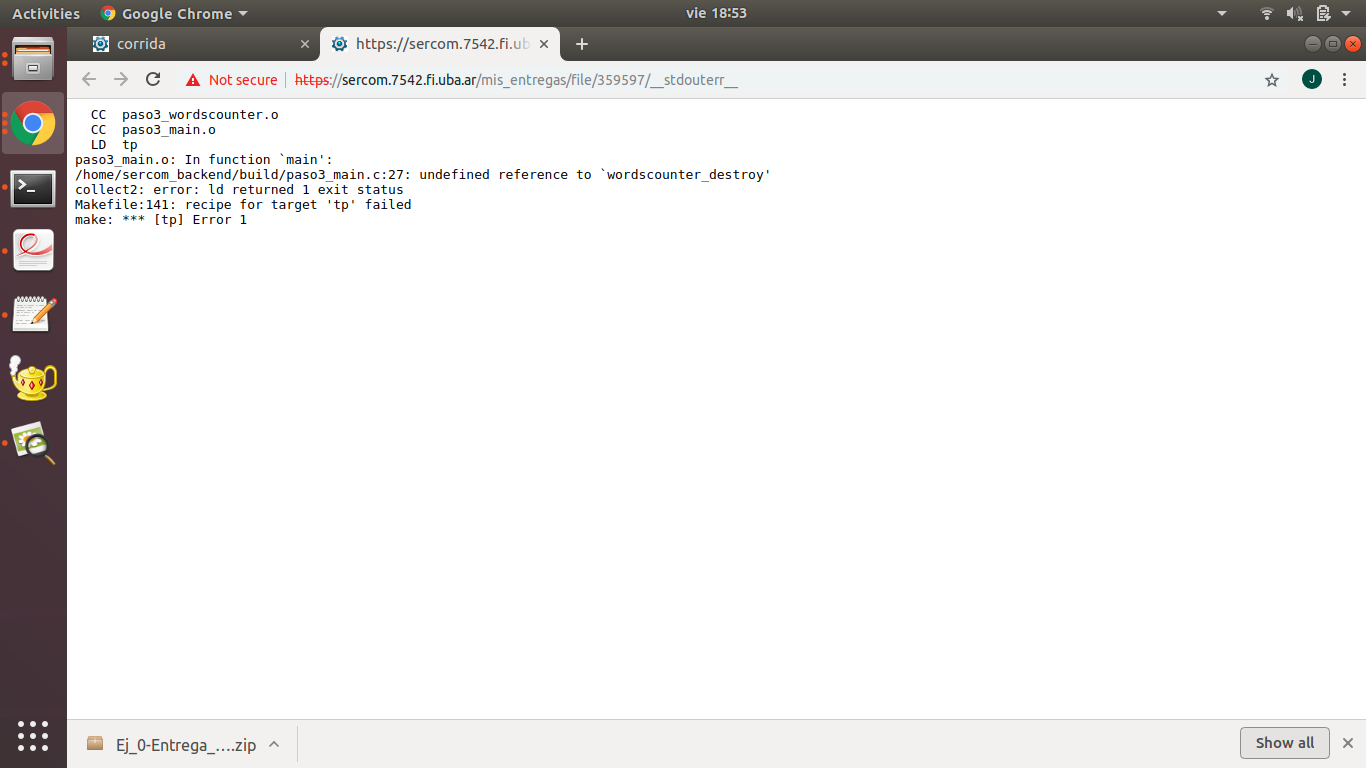 Activities
Google Chrome
vie 18:53
corrida
https://sercom.7542.fi.ub
Not secure
https://sercom.7542.fi.uba.ar/mis_entregas/file/359597/__stdouterr__
J
CC paso3_wordscounter.o
CC paso3_main.o
LD tp
paso3_main.o: In function `main':
/home/sercom_backend/build/paso3_main.c:27: undefined reference to `wordscounter_destroy'
collect2: error: ld returned 1 exit status
Makefile:141: recipe for target 'tp' failed
make: *** [tp] Error 1
Ej_0-Entrega_....zip
Show all